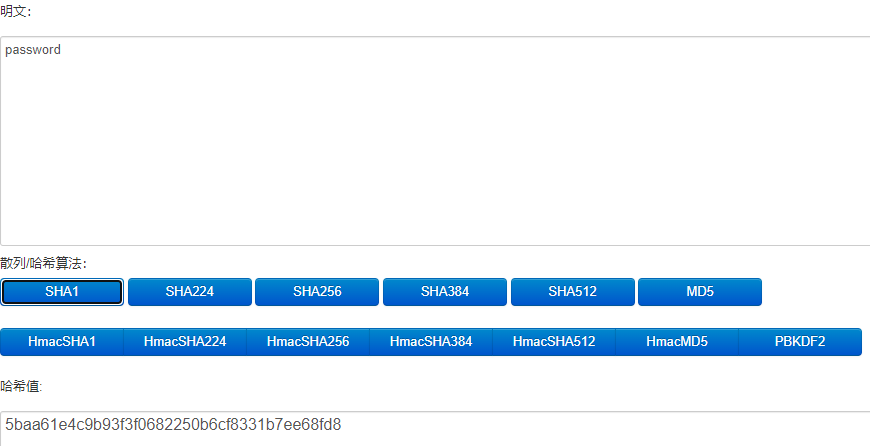 明文:
password
散列/哈希算法:
SHA1 SHA224 SHA256 SHA384 SHA512 MD5
HmacSHA1 HmacSHA224 HmacSHA256 HmacSHA384 HmacSHA512 HmacMD5 PBKDF2
哈希值:
5baa61e4c9b93f3f0682250b6cf8331b7ee68fd8